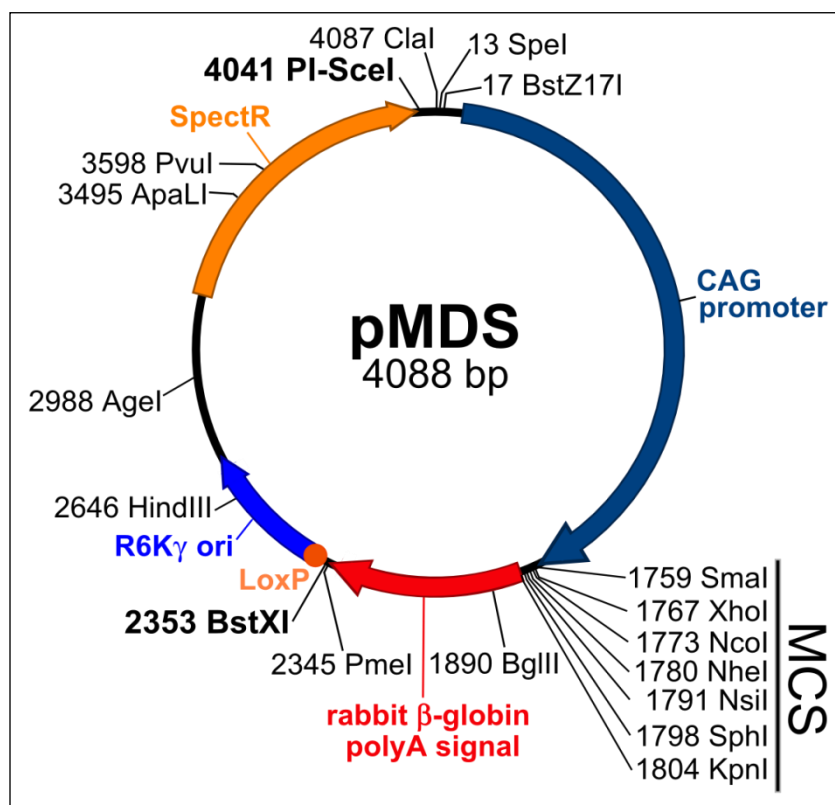 4087 ClaI
13 SpeI
4041 PI-SceI
17 BstZ17I
SpectR
3598 PvuI
3495 ApaLI
CAG
promoter
pMDS
4088 bp
2988 AgeI
2646 HindIII
R6Kγ ori
LoxP
2353 BstXI
2345 PmeI
1890 BglII
rabbit β-globin
polyA signal
1759 SmaI
1767 XhoI
1773 NcoI
1780 NheI
1791 NsiI
1798 SphI
1804 KpnI
MCS